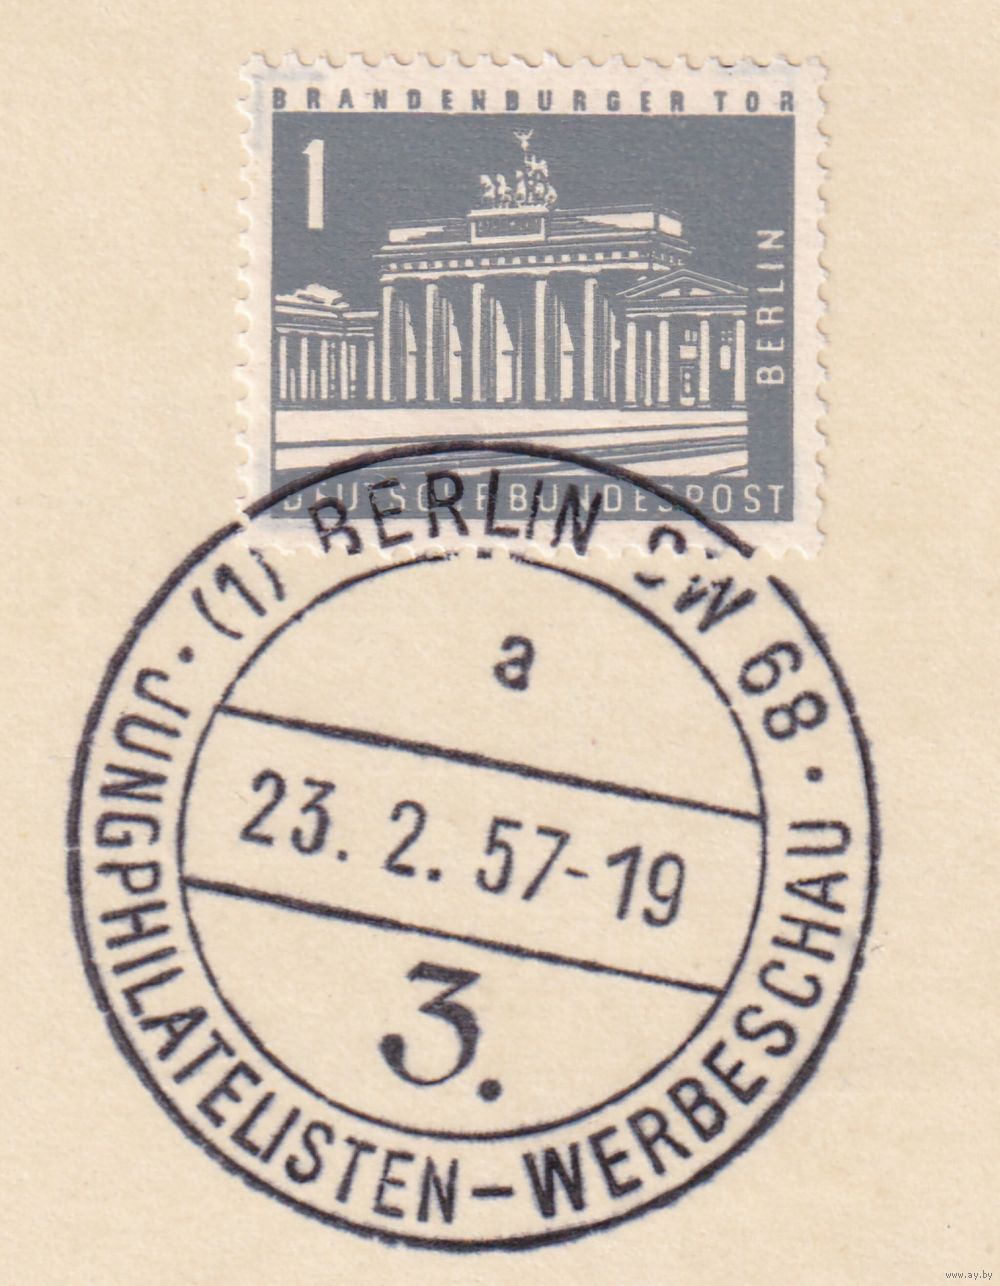 BRANDENBURGER TOR
1
BERLIN
DEUTSCHE BUNDESPOST
(1) BERLIN SW 68
a
23. 2. 57-19
3.
· JUNGPHILATELISTEN-WERBESCHAU ·
www.ay.by